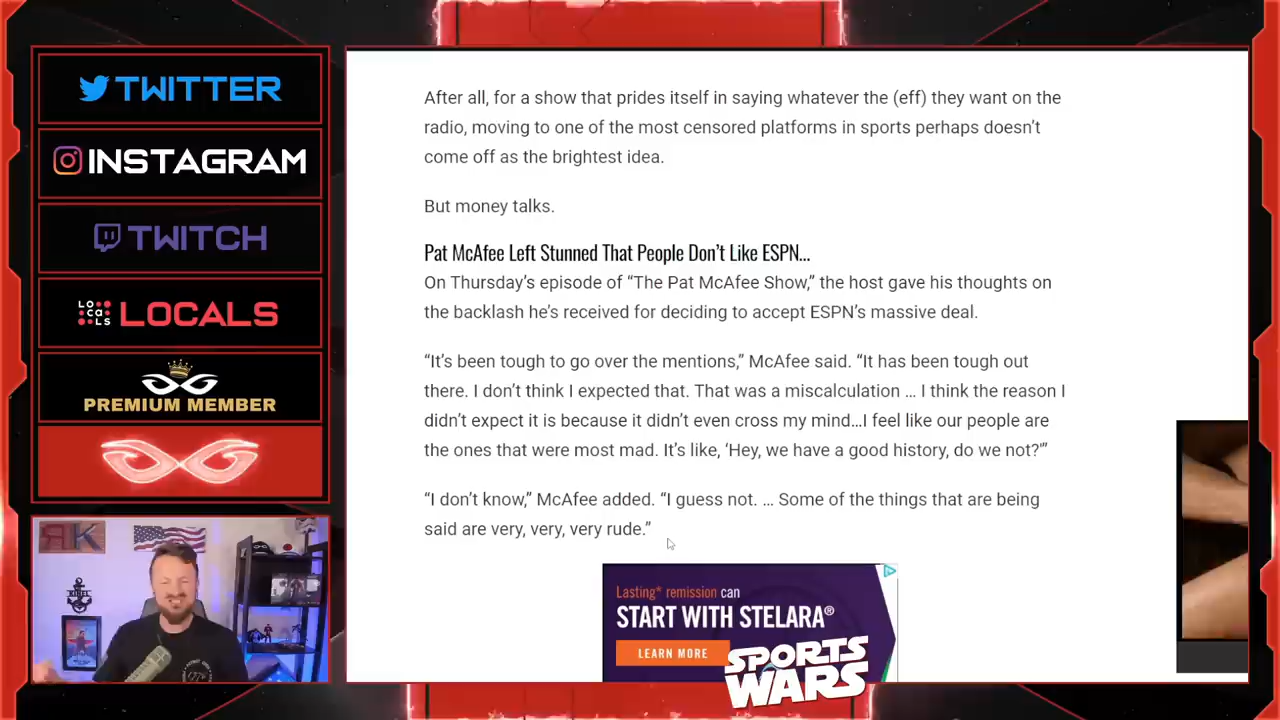 TWITTER
INSTAGRAM
TWITCH
Locals
LOCALS
PREMIUM MEMBER
After all, for a show that prides itself in saying whatever the (eff) they want on the
radio, moving to one of the most censored platforms in sports perhaps doesn’t
come off as the brightest idea.
But money talks.
Pat McAfee Left Stunned That People Don’t Like ESPN…
On Thursday’s episode of “The Pat McAfee Show,” the host gave his thoughts on
the backlash he’s received for deciding to accept ESPN’s massive deal.
“It’s been tough to go over the mentions,” McAfee said. “It has been tough out
there. I don’t think I expected that. That was a miscalculation … I think the reason I
didn’t expect it is because it didn’t even cross my mind…I feel like our people are
the ones that were most mad. It’s like, ‘Hey, we have a good history, do we not?’”
“I don’t know,” McAfee added. “I guess not. … Some of the things that are being
said are very, very, very rude.”
Lasting* remission can
START WITH STELARA®
LEARN MORE
SPORTS
WARS